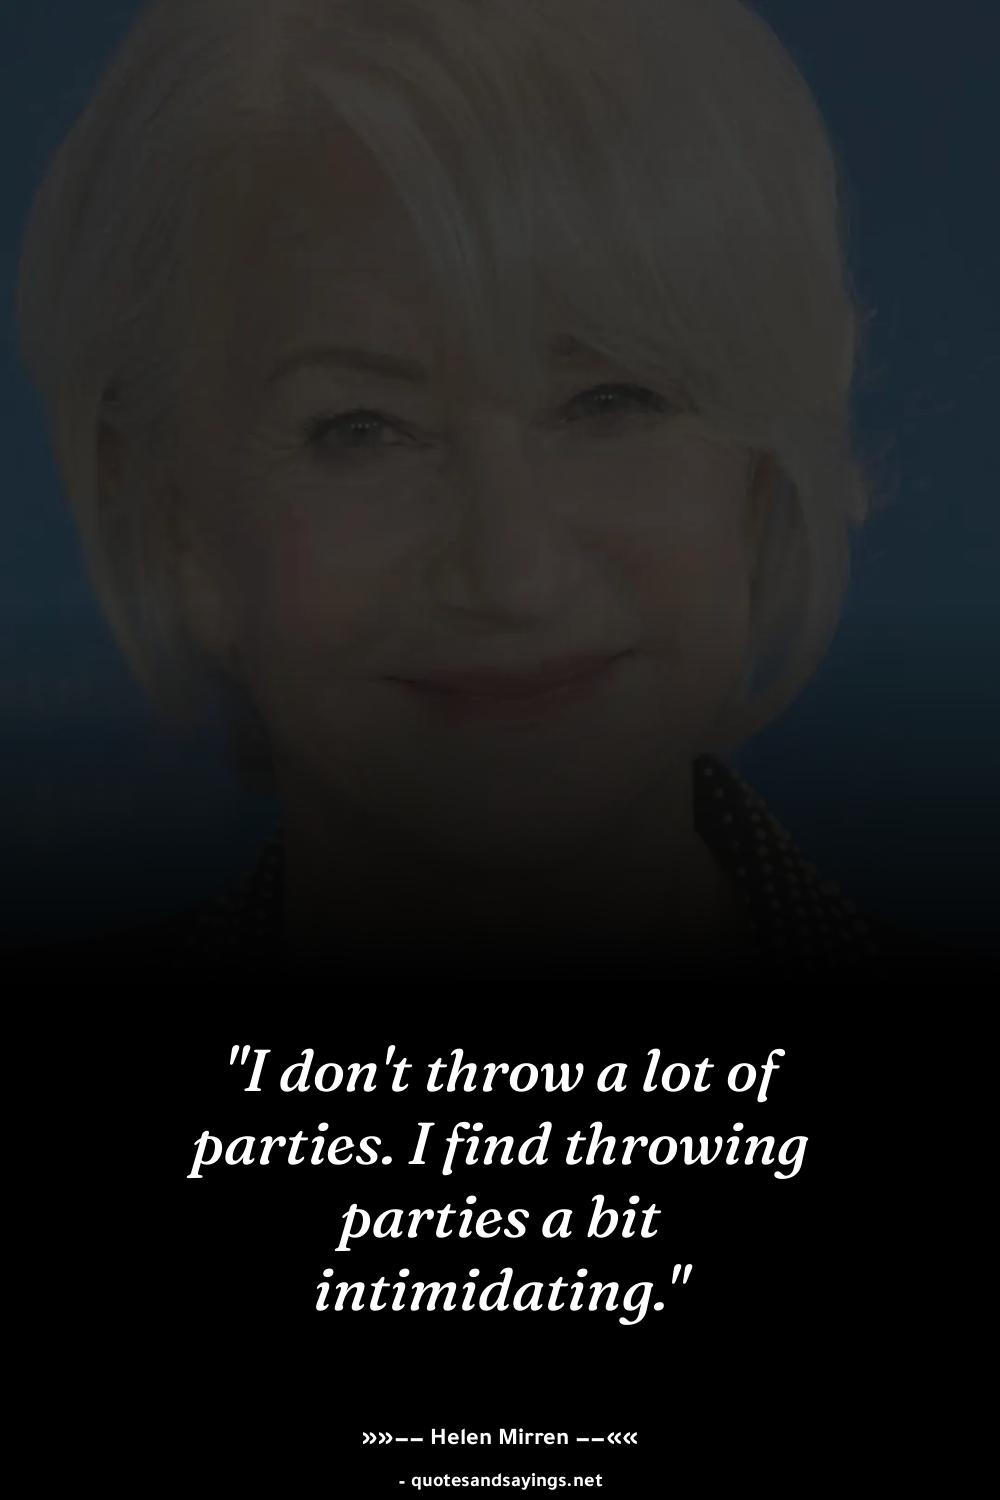 "I don't throw a lot of
parties. I find throwing
parties a bit
intimidating."
»»−− Helen Mirren −−««
- quotesandsayings.net